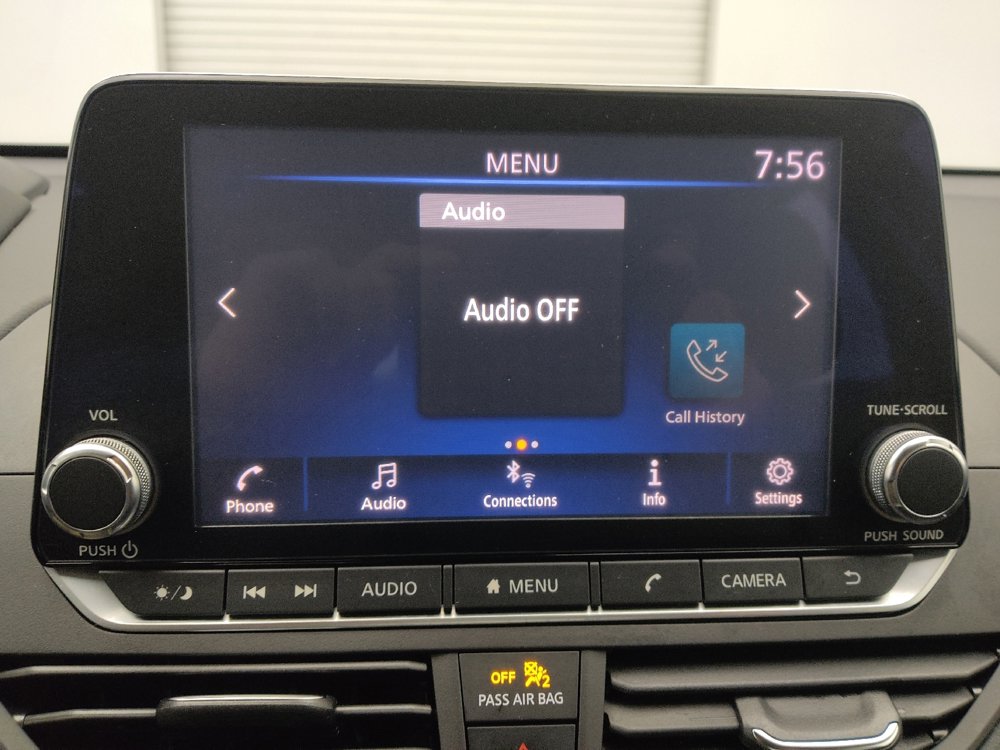 MENU
7:56
Audio
Audio OFF
Call History
VOL
TUNE·SCROLL
Phone
Audio
Connections
Info
Settings
PUSH
PUSH SOUND
AUDIO
MENU
CAMERA
OFF 2
PASS AIR BAG